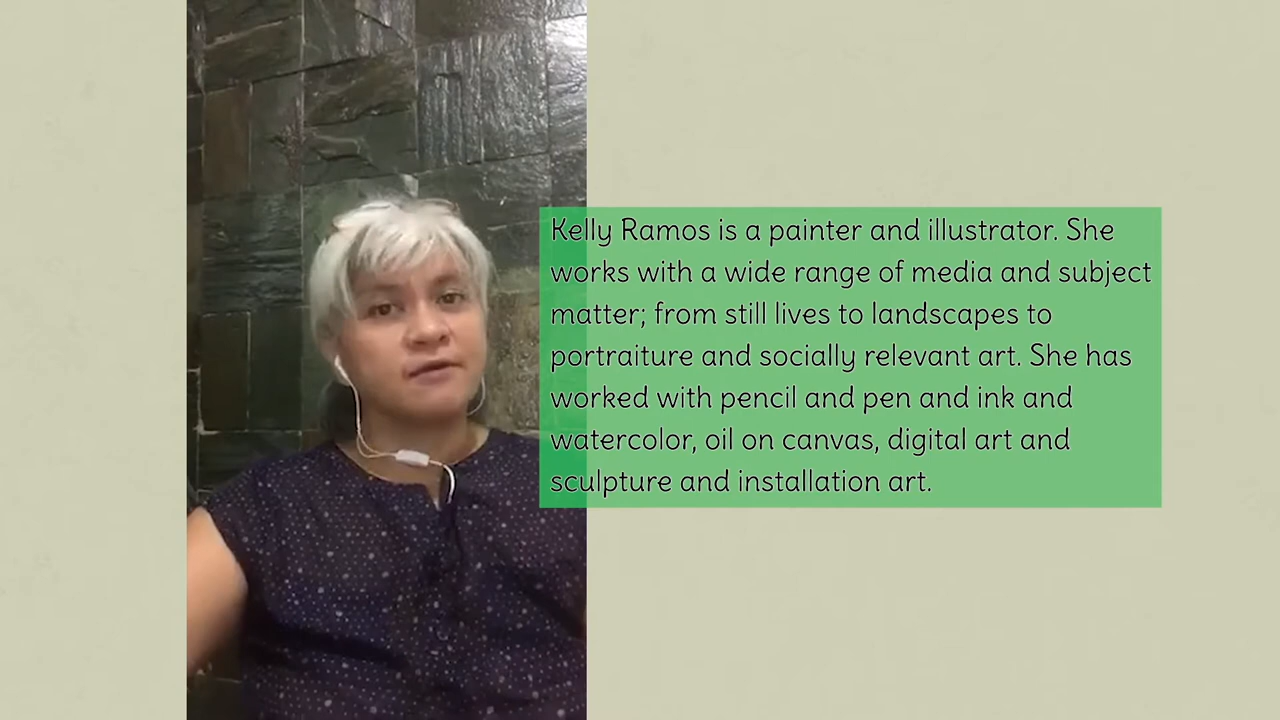 Kelly Ramos is a painter and illustrator. She
works with a wide range of media and subject
matter; from still lives to landscapes to
portraiture and socially relevant art. She has
worked with pencil and pen and ink and
watercolor, oil on canvas, digital art and
sculpture and installation art.